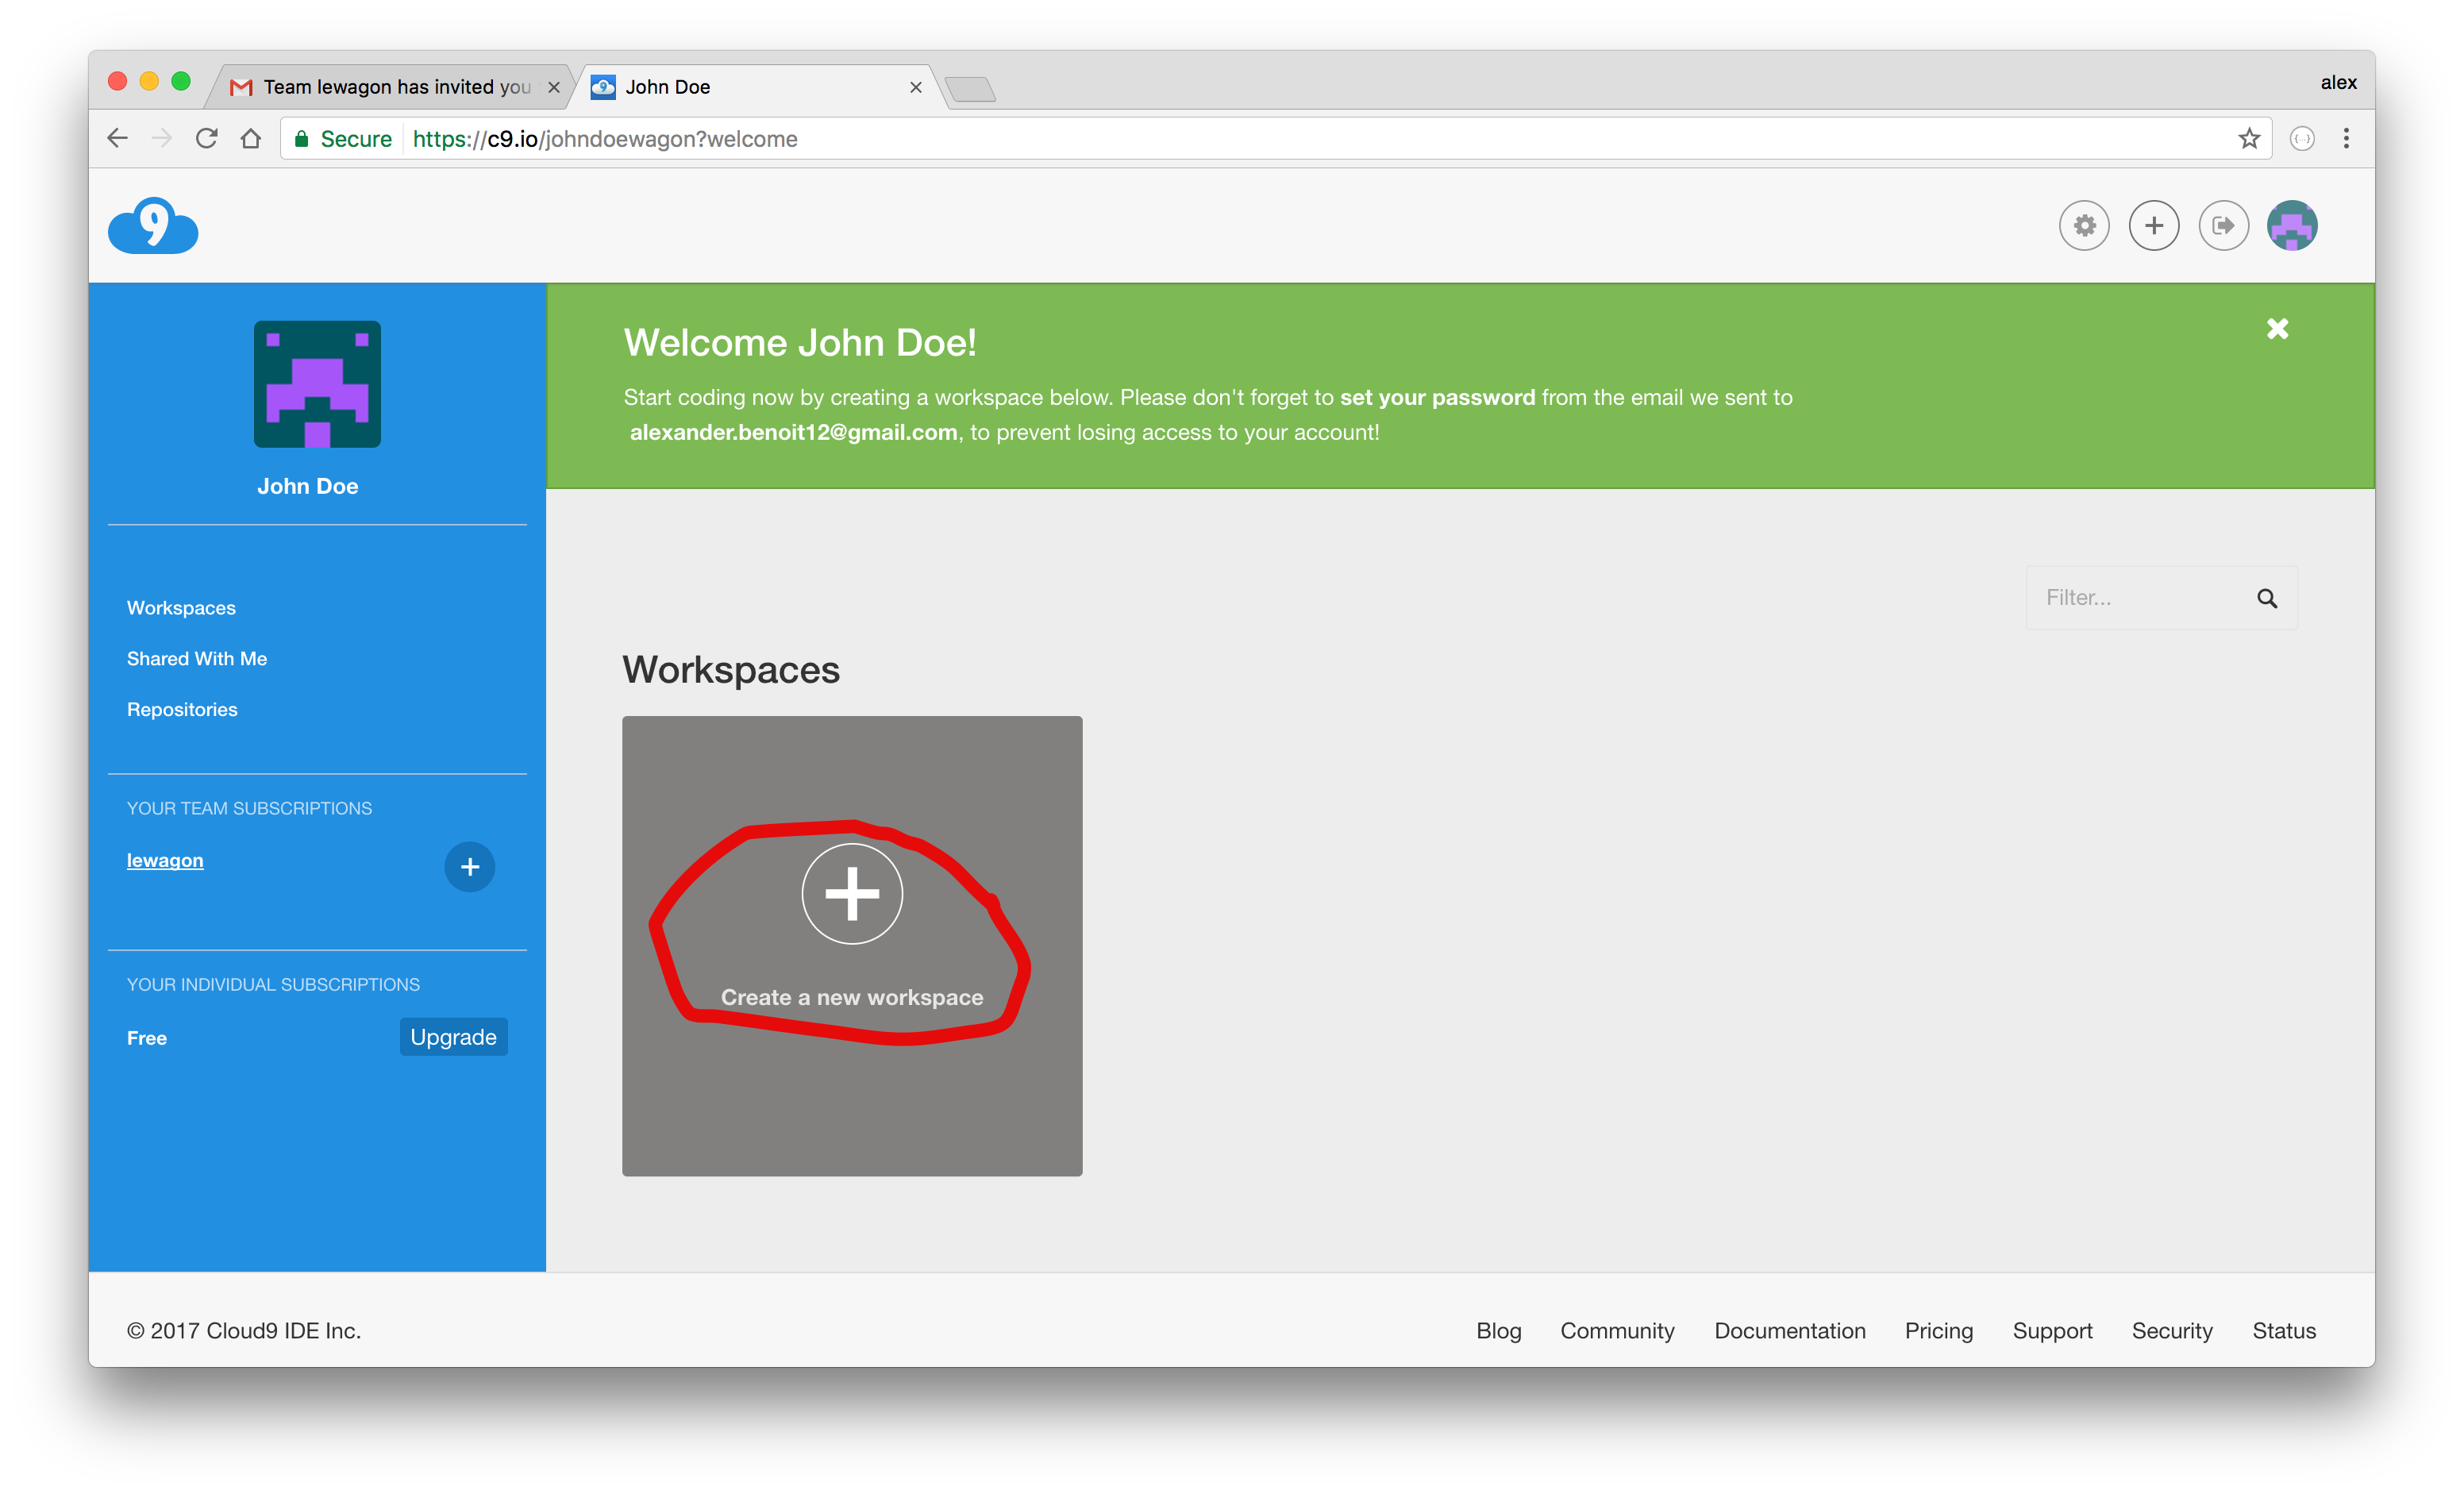 Team lewagon has invited you
John Doe
alex
Secure
https://c9.io/johndoewagon?welcome
9
John Doe
Workspaces
Shared With Me
Repositories
YOUR TEAM SUBSCRIPTIONS
lewagon
YOUR INDIVIDUAL SUBSCRIPTIONS
Free
Upgrade
Welcome John Doe!
Start coding now by creating a workspace below. Please don't forget to set your password from the email we sent to
alexander.benoit12@gmail.com, to prevent losing access to your account!
Filter...
Workspaces
Create a new workspace
© 2017 Cloud9 IDE Inc.
Blog Community Documentation Pricing Support Security Status